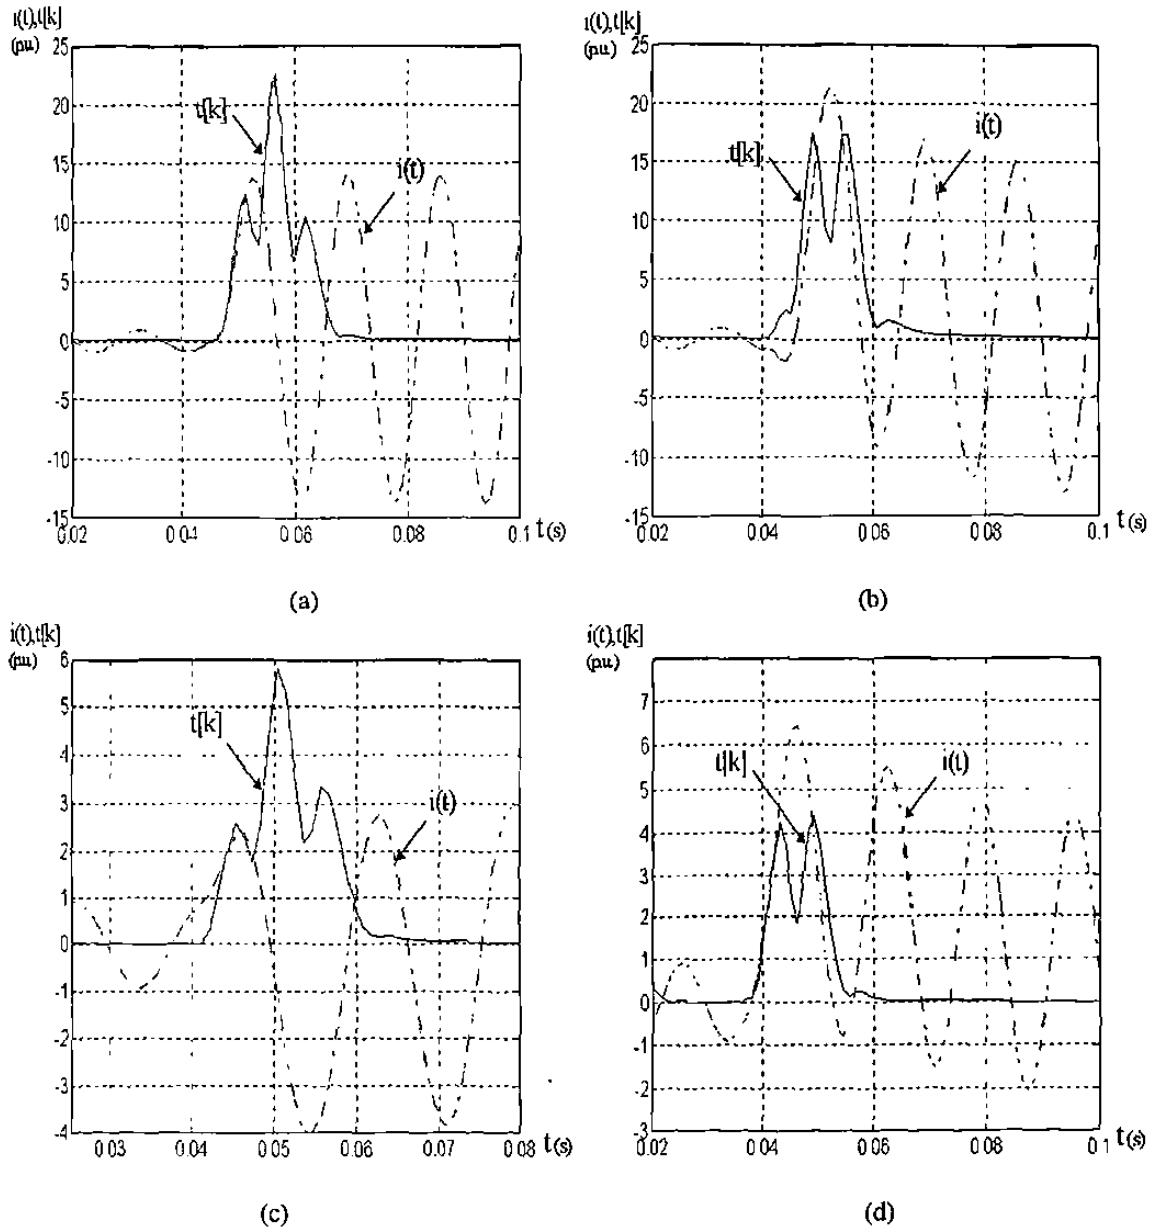 i(t),t[k]
(pu)
25
20
15
10
5
0
-5
-10
-15
t[k]
i(t)
0.02 0.04 0.06 0.08 0.1 t(s)
(a)
i(t),t[k]
(pu)
25
20
15
10
5
0
-5
-10
-15
t[k]
i(t)
0.02 0.04 0.06 0.08 0.1 t(s)
(b)
i(t),t[k]
(pu)
6
5
4
3
2
1
0
-1
-2
-3
-4
t[k]
i(t)
0.03 0.04 0.05 0.06 0.07 0.08 t(s)
(c)
i(t),t[k]
(pu)
7
6
5
4
3
2
1
0
-1
-2
-3
t[k]
i(t)
0.02 0.04 0.06 0.08 0.1 t(s)
(d)